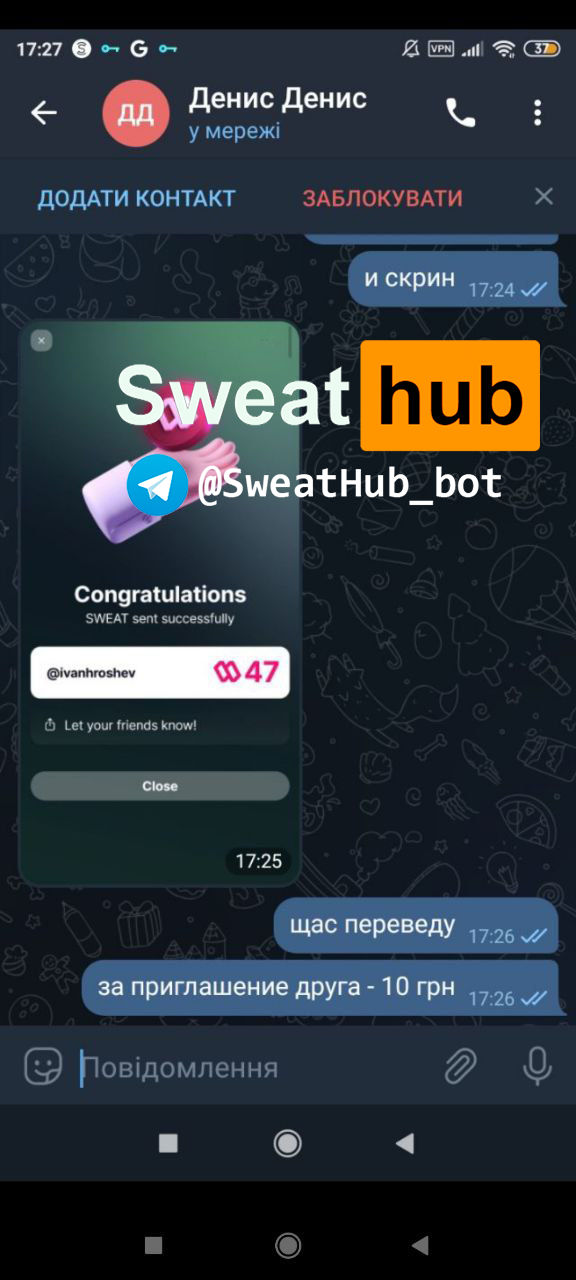 17:27
G
VPN
37
ДД
Денис Денис
у мережі
ДОДАТИ КОНТАКТ
ЗАБЛОКУВАТИ
и скрин
17:24
Sweat hub
@SweatHub_bot
Congratulations
SWEAT sent successfully
@ivanhroshev
47
Let your friends know!
Close
17:25
щас переведу
17:26
за приглашение друга - 10 грн
17:26
Повідомлення